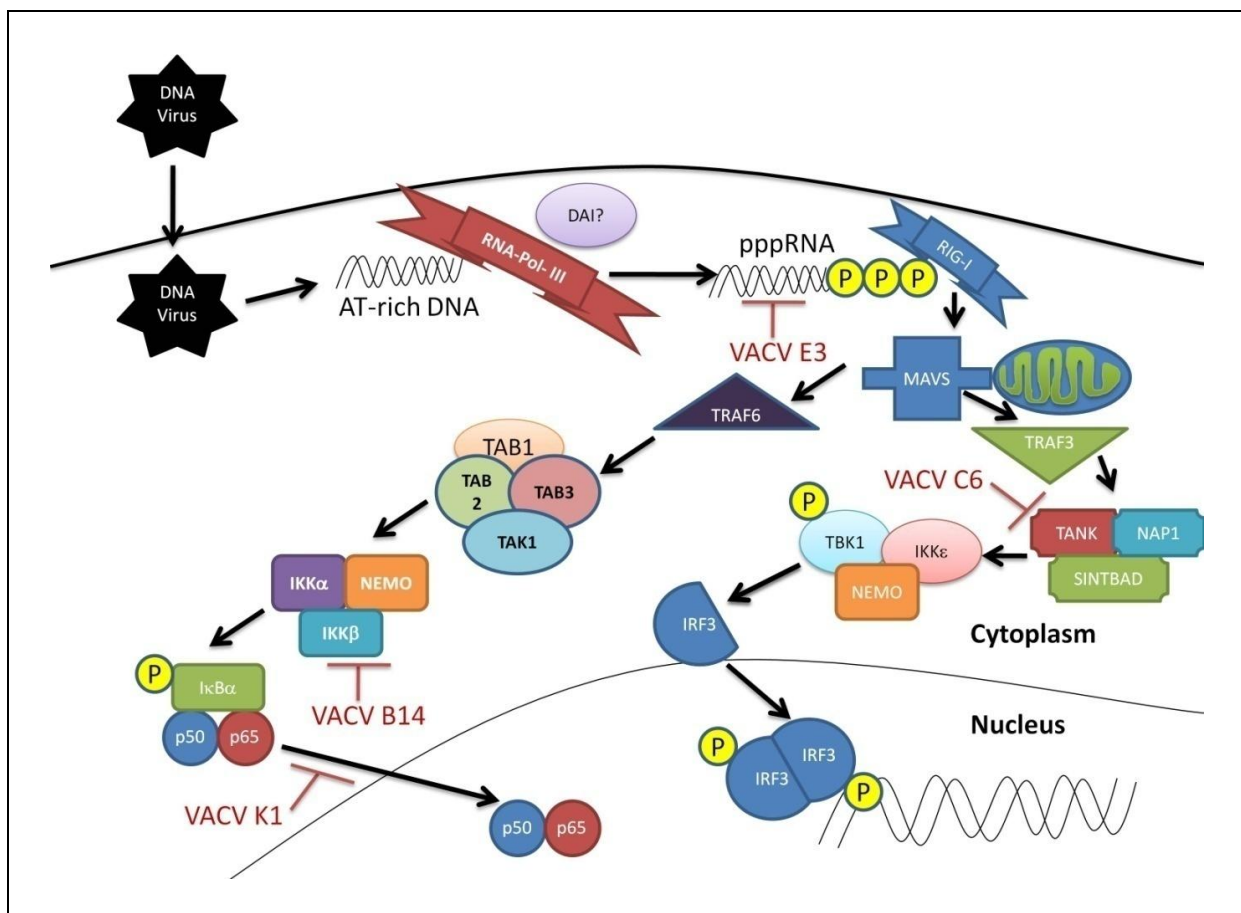 DNA
Virus
DNA
Virus
AT-rich DNA
RNA-Pol- III
DAI?
pppRNA
P
P
P
RIG-I
VACV E3
MAVS
TRAF6
TRAF3
TAB1
TAB
2
TAB3
TAK1
VACV C6
P
TBK1
IKKε
NEMO
TANK
NAP1
SINTBAD
IKKα
NEMO
IKKβ
IRF3
Cytoplasm
P
IκBα
p50
p65
VACV B14
VACV K1
p50
p65
Nucleus
P
IRF3
IRF3
P